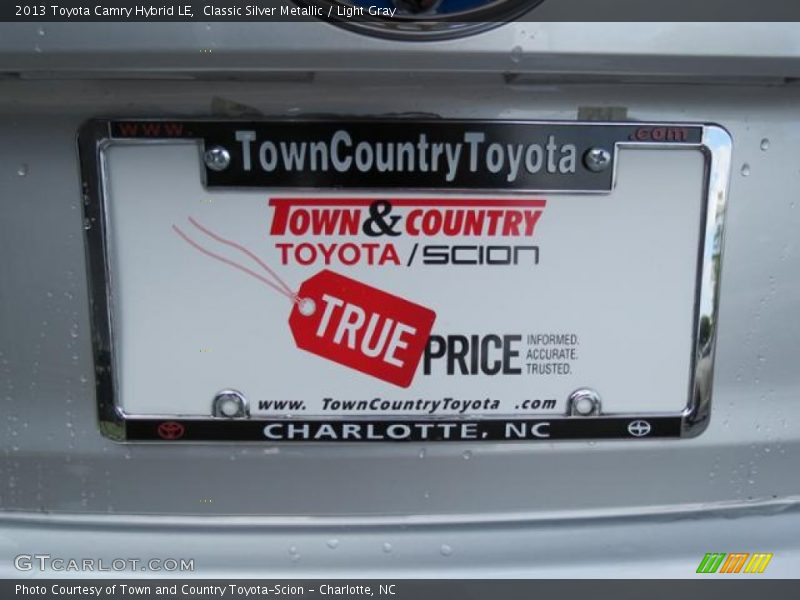 2013 Toyota Camry Hybrid LE, Classic Silver Metallic / Light Gray
www TownCountryToyota .com
TOWN & COUNTRY
TOYOTA / SCION
TRUE PRICE
INFORMED.
ACCURATE.
TRUSTED.
www. TownCountryToyota .com
CHARLOTTE, NC
GTCARLOT.COM
Photo Courtesy of Town and Country Toyota-Scion - Charlotte, NC